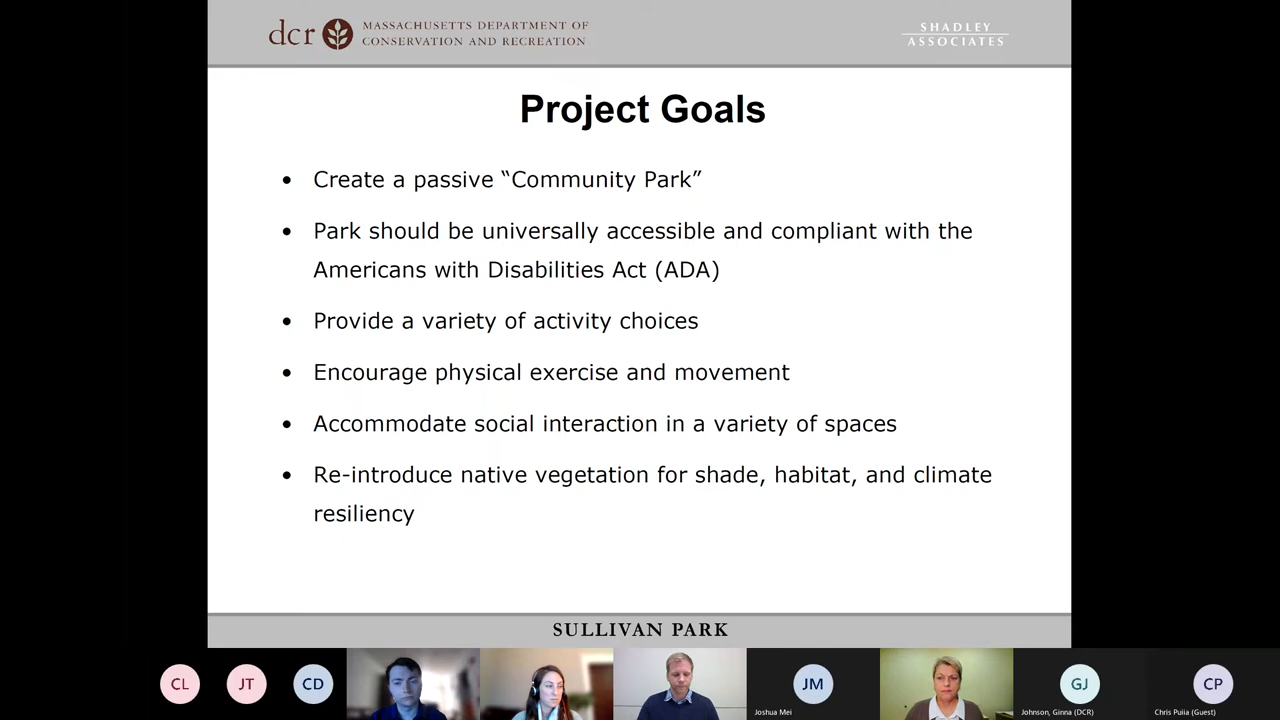 dcr
MASSACHUSETTS DEPARTMENT OF
CONSERVATION AND RECREATION
SHADLEY
ASSOCIATES
Project Goals
• Create a passive “Community Park”
• Park should be universally accessible and compliant with the
Americans with Disabilities Act (ADA)
• Provide a variety of activity choices
• Encourage physical exercise and movement
• Accommodate social interaction in a variety of spaces
• Re-introduce native vegetation for shade, habitat, and climate
resiliency
SULLIVAN PARK
CL
JT
CD
JM
GJ
CP
Joshua Mei
Johnson, Ginna (DCR)
Chris Puiia (Guest)